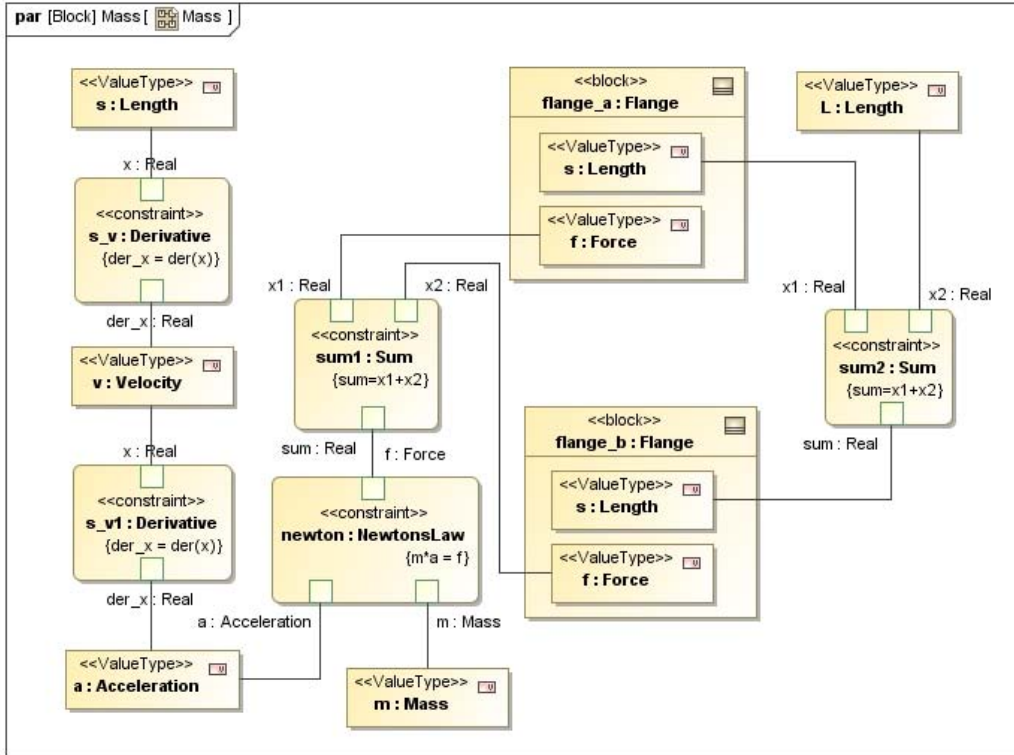 par [Block] Mass [ Mass ]
<<ValueType>>
s : Length
x : Real
<<constraint>>
s_v : Derivative
{der_x = der(x)}
der_x : Real
<<ValueType>>
v : Velocity
x : Real
<<constraint>>
s_v1 : Derivative
{der_x = der(x)}
der_x : Real
<<ValueType>>
a : Acceleration
x1 : Real
x2 : Real
<<constraint>>
sum1 : Sum
{sum=x1+x2}
sum : Real
f : Force
<<constraint>>
newton : NewtonsLaw
{m*a = f}
a : Acceleration
m : Mass
<<ValueType>>
m : Mass
<<block>>
flange_a : Flange
<<ValueType>>
s : Length
<<ValueType>>
f : Force
<<block>>
flange_b : Flange
<<ValueType>>
s : Length
<<ValueType>>
f : Force
<<ValueType>>
L : Length
x1 : Real
x2 : Real
<<constraint>>
sum2 : Sum
{sum=x1+x2}
sum : Real